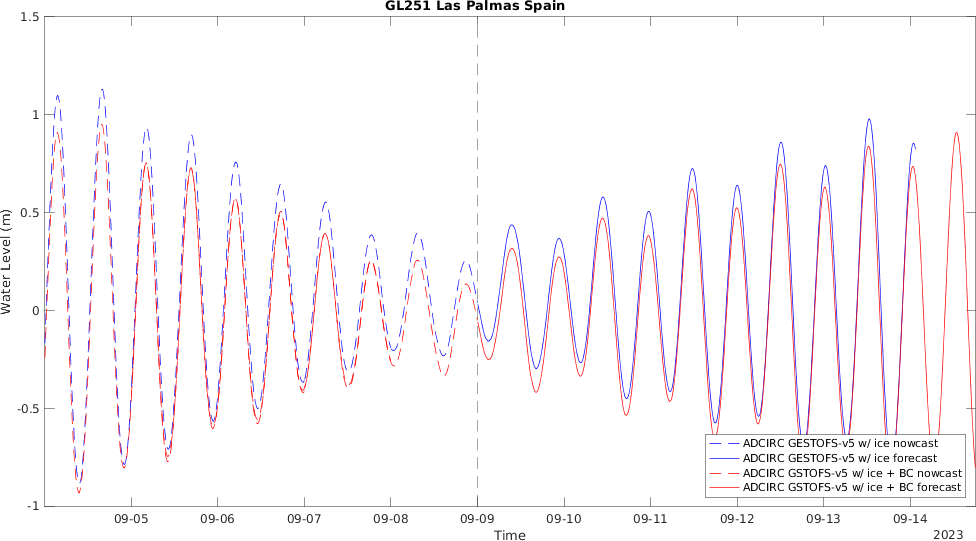 GL251 Las Palmas Spain
1.5
1
0.5
0
-0.5
-1
Water Level (m)
ADCIRC GESTOFS-v5 w/ ice nowcast
ADCIRC GESTOFS-v5 w/ ice forecast
ADCIRC GSTOFS-v5 w/ ice + BC nowcast
ADCIRC GSTOFS-v5 w/ ice + BC forecast
09-05 09-06 09-07 09-08 09-09 09-10 09-11 09-12 09-13 09-14
Time
2023